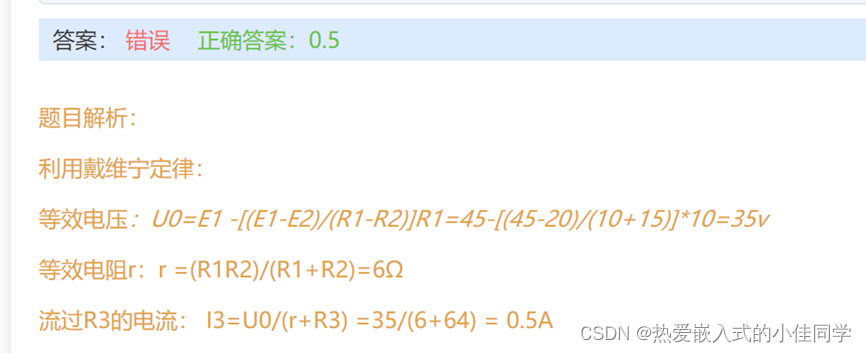 答案： 错误 正确答案：0.5
题目解析：
利用戴维宁定律：
等效电压：U0=E1 -[(E1-E2)/(R1-R2)]R1=45-[(45-20)/(10+15)]*10=35v
等效电阻r：r =(R1R2)/(R1+R2)=6Ω
流过R3的电流： I3=U0/(r+R3) =35/(6+64) = 0.5A
CSDN @热爱嵌入式的小佳同学